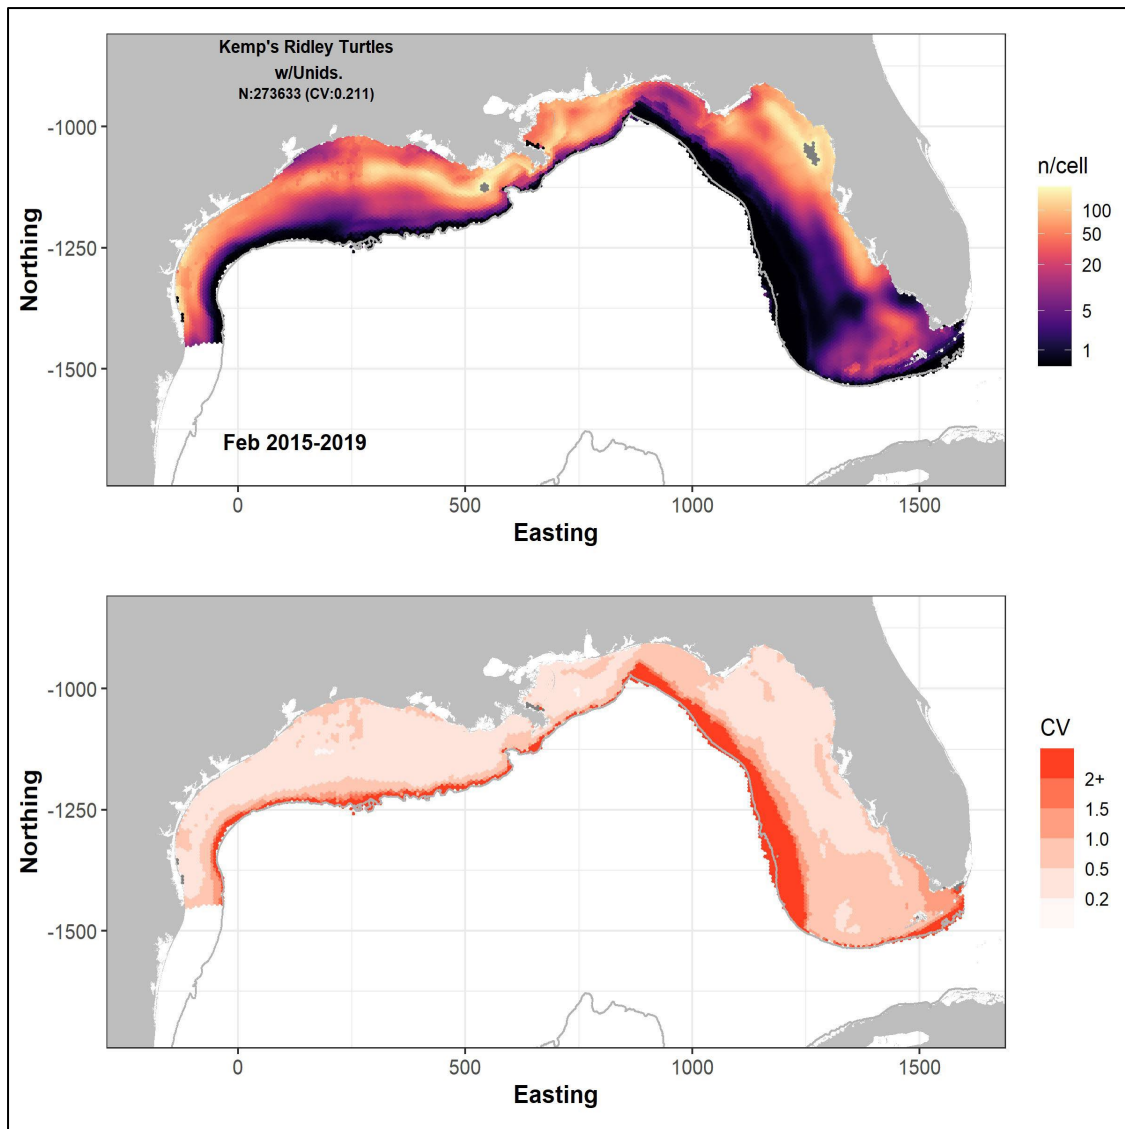 Kemp's Ridley Turtles
w/Unids.
N:273633 (CV:0.211)
-1000
-1250
-1500
Northing
Feb 2015-2019
0
500
1000
1500
Easting
n/cell
100
50
20
5
1
-1000
-1250
-1500
Northing
0
500
1000
1500
Easting
CV
2+
1.5
1.0
0.5
0.2